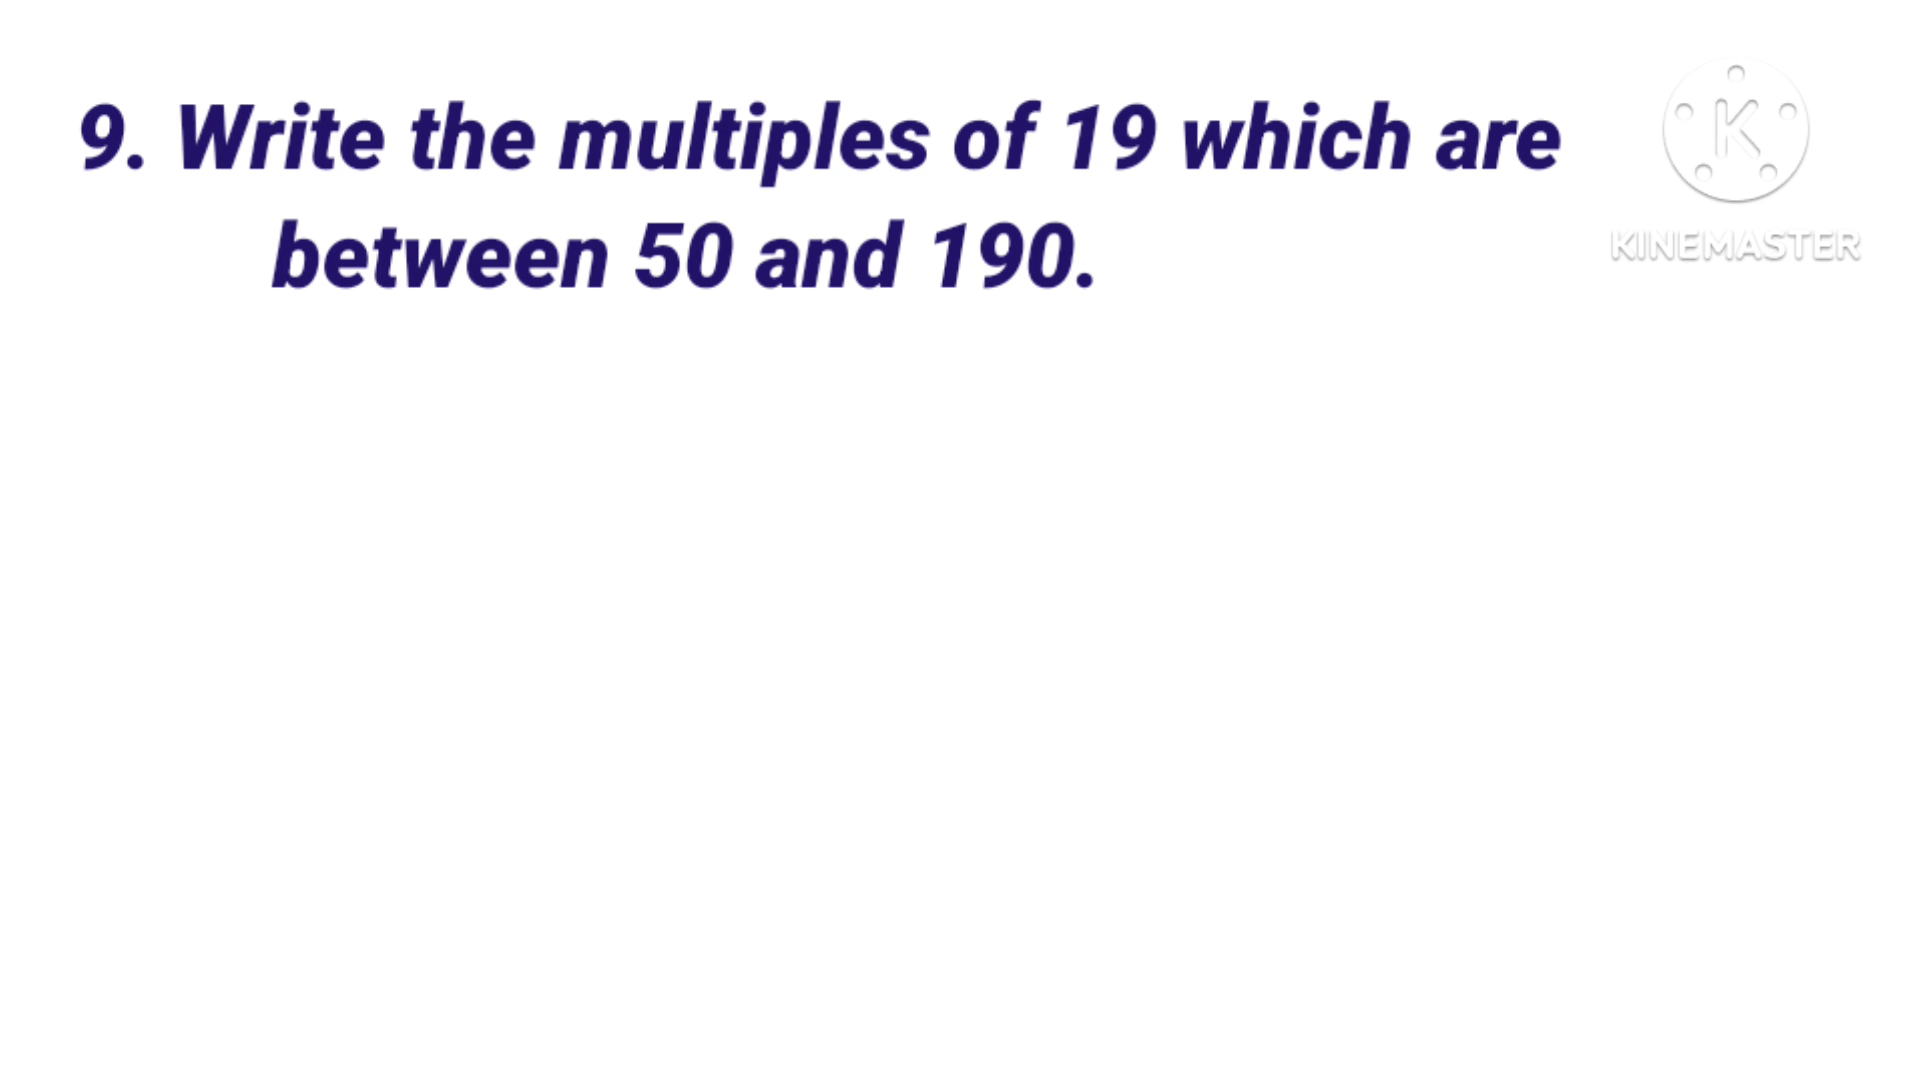 9. Write the multiples of 19 which are
between 50 and 190.
K
KINEMASTER